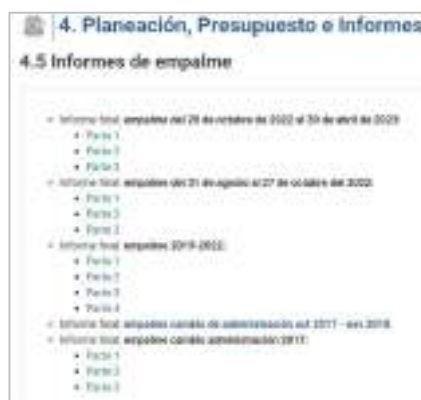 4. Planeación, Presupuesto e Informes
4.5 Informes de empalme
Informe final empalme del 28 de octubre de 2022 al 30 de abril de 2023
Parte 1
Parte 2
Parte 3
Informe final empalme del 31 de agosto al 27 de octubre del 2022:
Parte 1
Parte 2
Parte 3
Informe final empalme 2019-2022:
Parte 1
Parte 2
Parte 3
Parte 4
Informe final empalme cambio de administración oct 2017 - 2018
Informe final empalme cambio administración 2017:
Parte 1
Parte 2
Parte 3